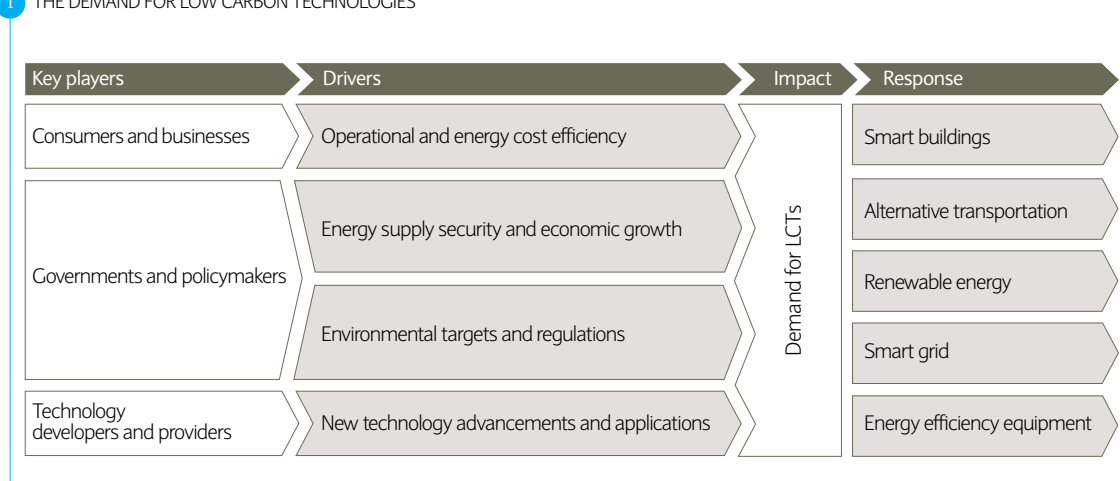 1 THE DEMAND FOR LOW CARBON TECHNOLOGIES
Key players
Drivers
Impact
Response
Consumers and businesses
Operational and energy cost efficiency
Governments and policymakers
Energy supply security and economic growth
Environmental targets and regulations
Technology
developers and providers
New technology advancements and applications
Demand for LCTs
Smart buildings
Alternative transportation
Renewable energy
Smart grid
Energy efficiency equipment